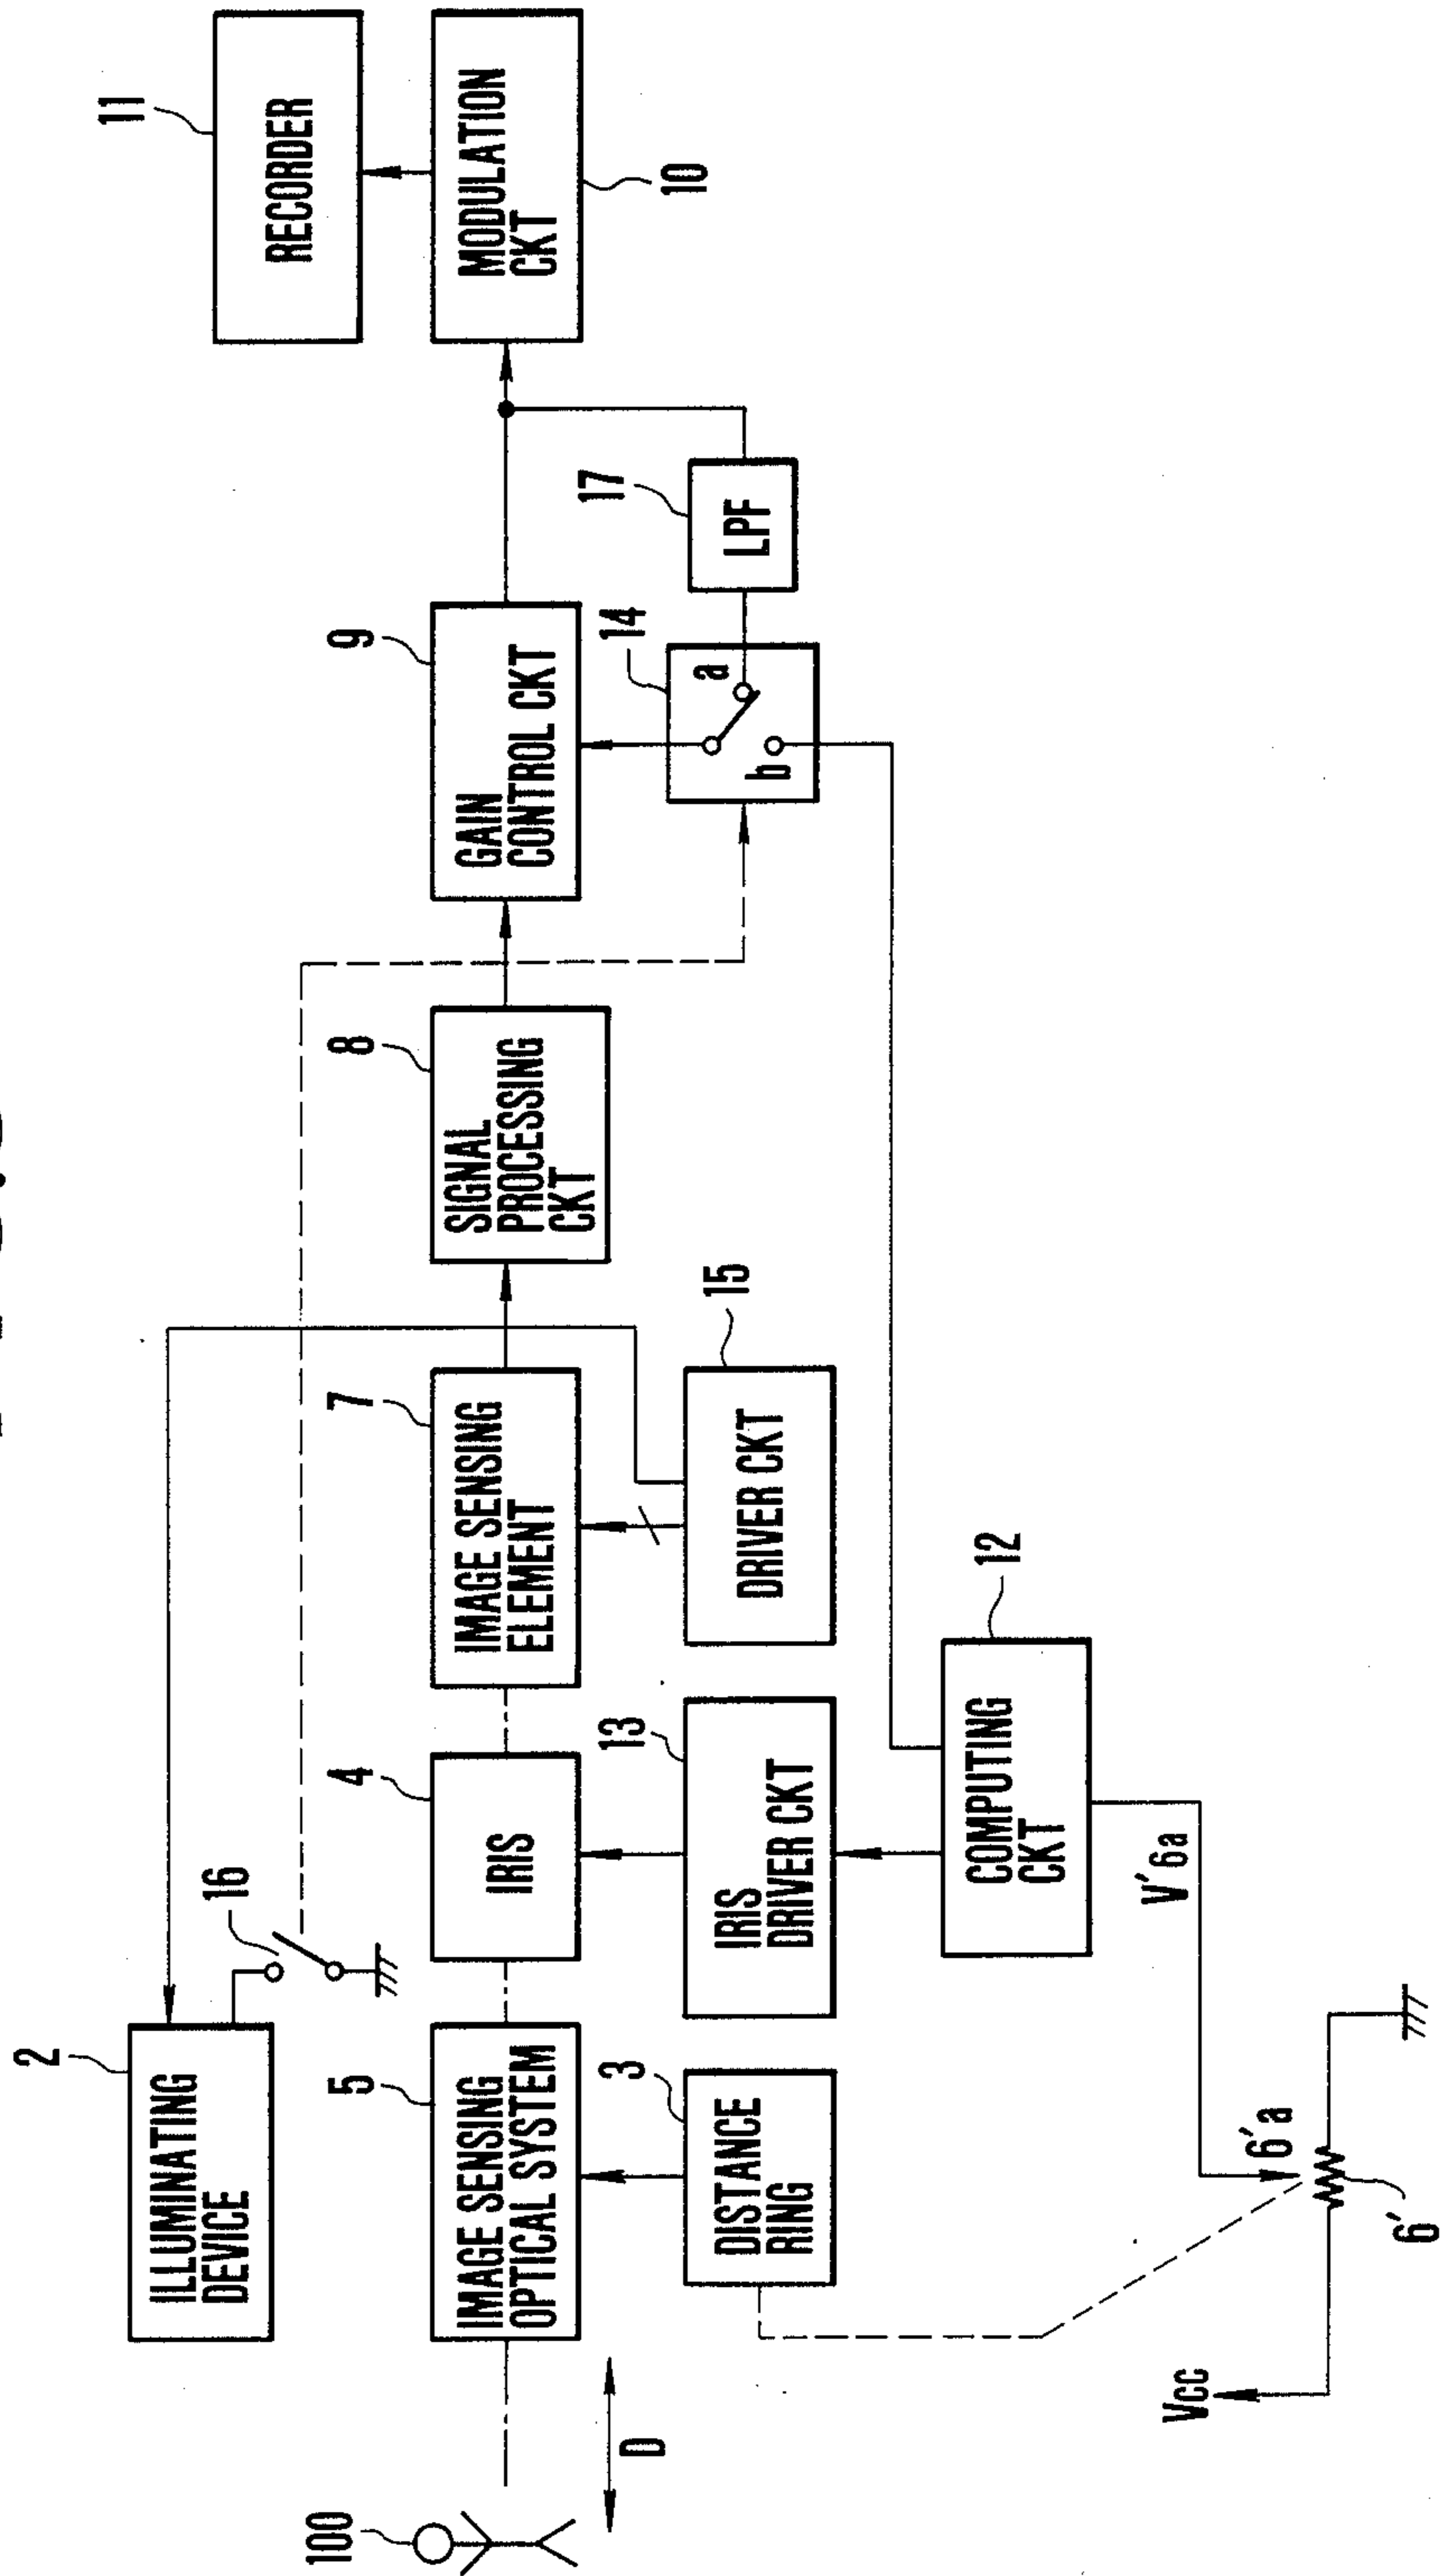 100
D
2
ILLUMINATING
DEVICE
16
5
IMAGE SENSING
OPTICAL SYSTEM
3
DISTANCE
RING
Vcc
6'a
6'
4
IRIS
13
IRIS
DRIVER CKT
V'6a
12
COMPUTING
CKT
7
IMAGE SENSING
ELEMENT
15
DRIVER CKT
8
SIGNAL
PROCESSING
CKT
9
GAIN
CONTROL CKT
14
a
b
17
LPF
11
RECORDER
MODULATION
CKT
10